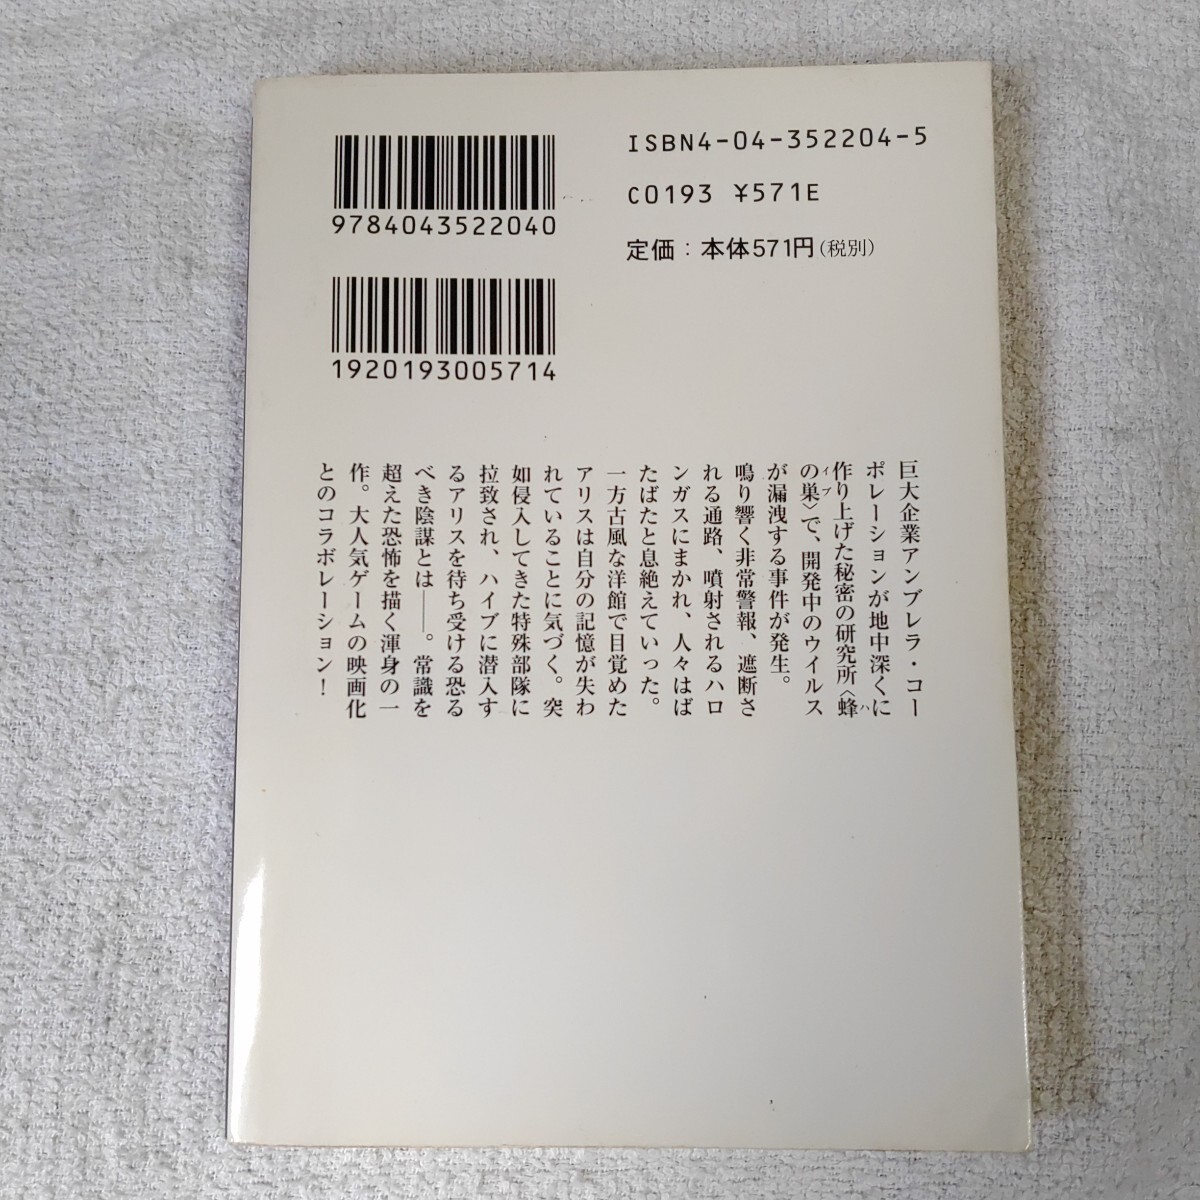 9784043522040
1920193005714
ISBN4-04-352204-5
C0193 ¥571E
定価：本体571円(税別)
巨大企業アンブレラ・コー
ポレーションが地中深くに
作り上げた秘密の研究所〈蜂
の巣〉で、開発中のウイルス
が漏洩する事件が発生。
鳴り響く非常警報、遮断さ
れる通路、噴射されるハロ
ンガスにまかれ、人々はば
たばたと息絶えていった。
一方古風な洋館で目覚めた
アリスは自分の記憶が失わ
れていることに気づく。突
如侵入してきた特殊部隊に
拉致され、ハイブに潜入す
るアリスを待ち受ける恐る
べき陰謀とは――。常識を
超えた恐怖を描く渾身の一
作。大人気ゲームの映画化
とのコラボレーション！
ハイブ